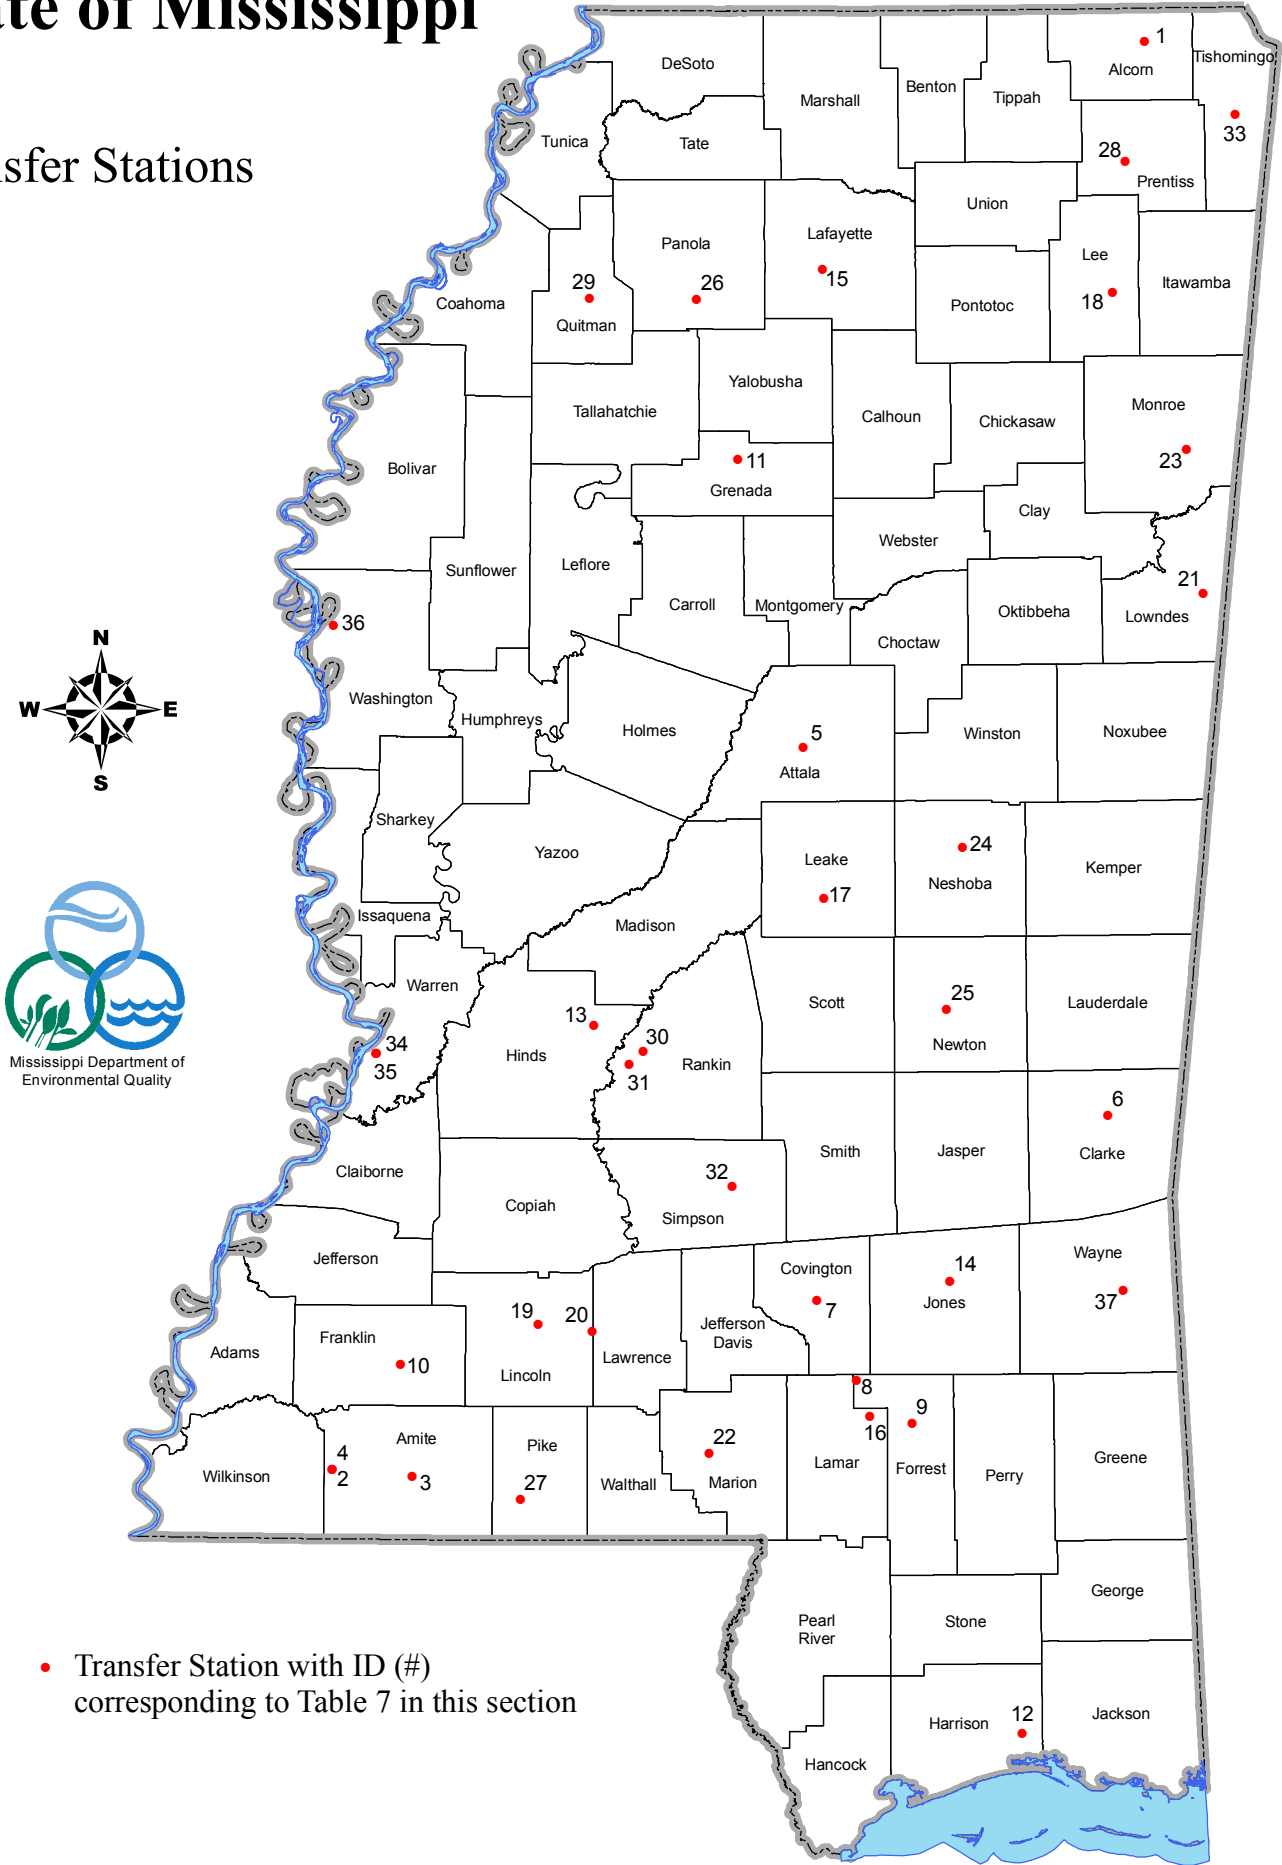 ate of Mississippi
nsfer Stations
DeSoto
Marshall
Benton
Tippah
1
Alcorn
Tishomingo
33
Tunica
Tate
28
Prentiss
Union
Panola
26
Lafayette
15
Lee
18
Itawamba
29
Quitman
Coahoma
Pontotoc
Yalobusha
Tallahatchie
Calhoun
Chickasaw
Monroe
23
Bolivar
11
Grenada
Clay
Webster
Sunflower
Leflore
Carroll
Montgomery
Choctaw
Oktibbeha
21
Lowndes
36
Washington
Humphreys
Holmes
5
Attala
Winston
Noxubee
N
W
E
S
Sharkey
Yazoo
Leake
17
24
Neshoba
Kemper
Issaquena
Madison
Warren
34
35
13
Hinds
30
31
Rankin
Scott
25
Newton
Lauderdale
Mississippi Department of
Environmental Quality
6
Clarke
Claiborne
Copiah
32
Simpson
Smith
Jasper
Jefferson
Covington
7
14
Jones
Wayne
37
Adams
Franklin
10
19
20
Lincoln
Lawrence
Jefferson
Davis
8
16
9
Wilkinson
4
2
Amite
3
Pike
27
Walthall
22
Marion
Lamar
Forrest
Perry
Greene
George
Pearl
River
Stone
Transfer Station with ID (#)
corresponding to Table 7 in this section
12
Harrison
Jackson
Hancock